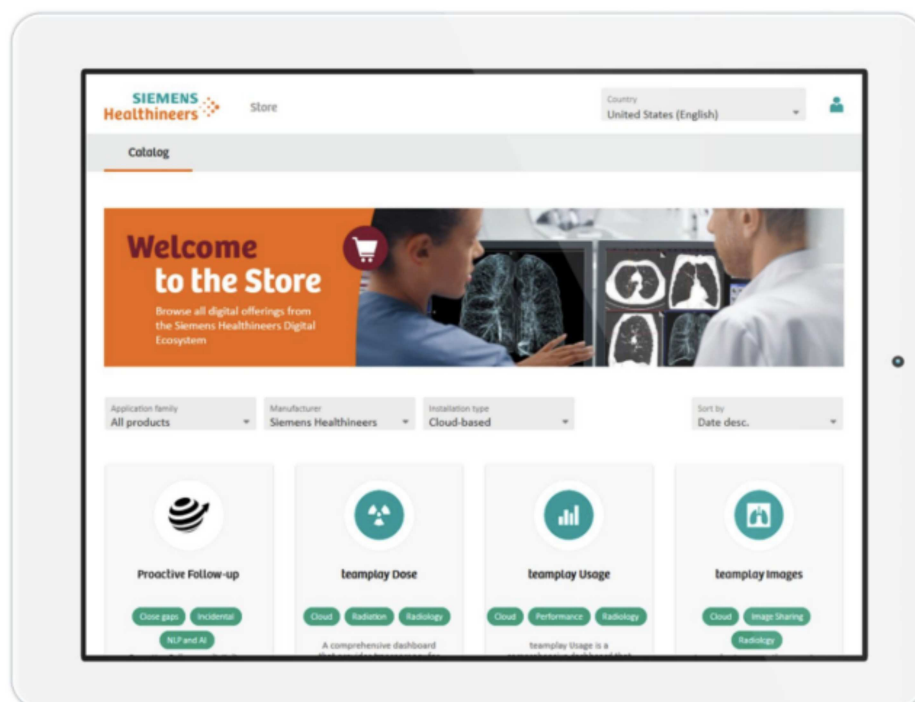 SIEMENS
Healthineers
Store
Country
United States (English)
Catalog
Welcome
to the Store
Browse all digital offerings from
the Siemens Healthineers Digital
Ecosystem
Application family
All products
Manufacturer
Siemens Healthineers
Installation type
Cloud-based
Sort by
Date desc.
Proactive Follow-up
Close gaps
Incidental
NLP and AI
teamplay Dose
Cloud
Radiation
Radiology
A comprehensive dashboard
teamplay Usage
Cloud
Performance
Radiology
teamplay Usage is a
teamplay Images
Cloud
Image Sharing
Radiology